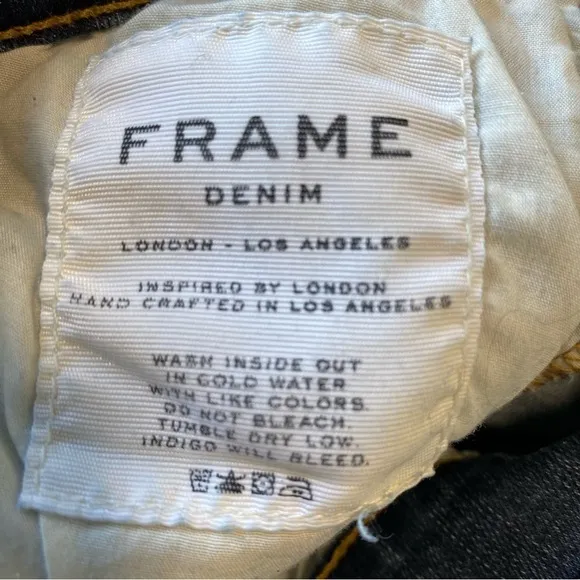 FRAME
DENIM
LONDON - LOS ANGELES
INSPIRED BY LONDON
HAND CRAFTED IN LOS ANGELES
WASH INSIDE OUT
IN COLD WATER
WITH LIKE COLORS.
DO NOT BLEACH.
TUMBLE DRY LOW.
INDIGO WILL BLEED.